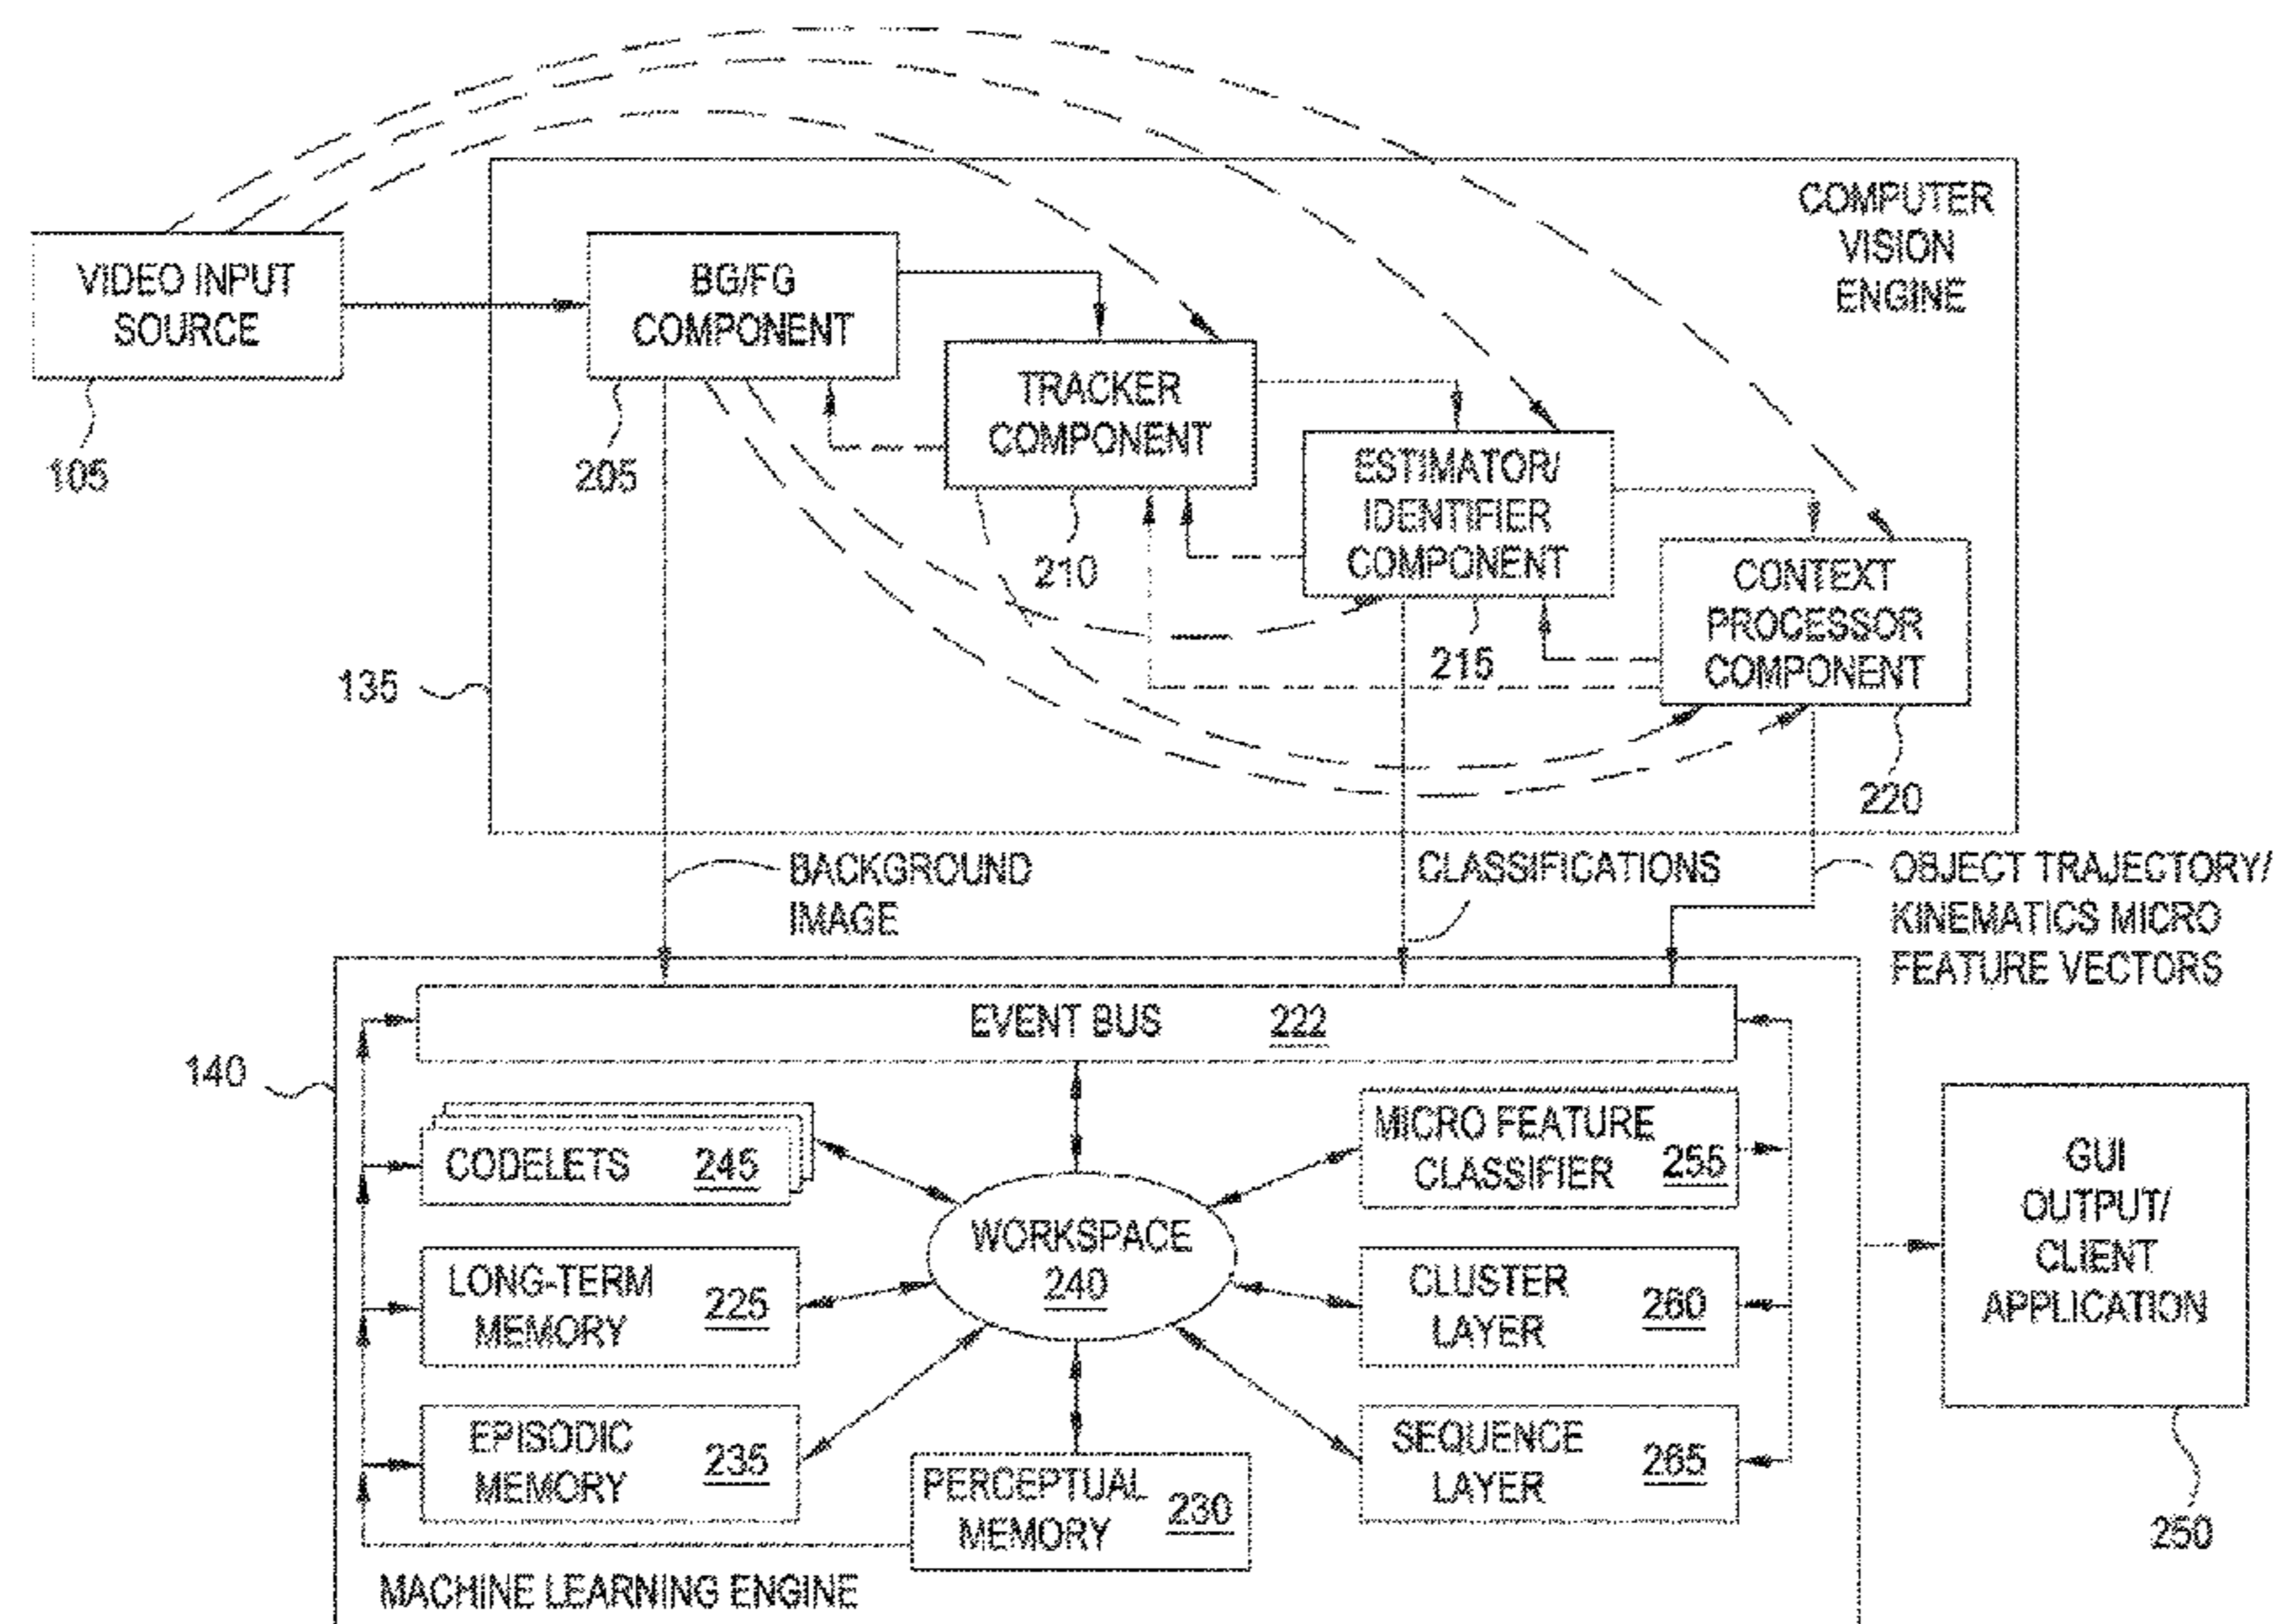 COMPUTER
VISION
ENGINE
VIDEO INPUT
SOURCE
105
BG/FG
COMPONENT
205
TRACKER
COMPONENT
210
ESTIMATOR/
IDENTIFIER
COMPONENT
215
CONTEXT
PROCESSOR
COMPONENT
220
135
BACKGROUND
IMAGE
CLASSIFICATIONS
OBJECT TRAJECTORY/
KINEMATICS MICRO
FEATURE VECTORS
140
EVENT BUS 222
CODELETS 245
LONG-TERM
MEMORY 225
EPISODIC
MEMORY 235
WORKSPACE
240
PERCEPTUAL
MEMORY 230
MICRO FEATURE
CLASSIFIER 255
CLUSTER
LAYER 260
SEQUENCE
LAYER 265
MACHINE LEARNING ENGINE
GUI
OUTPUT/
CLIENT
APPLICATION
250